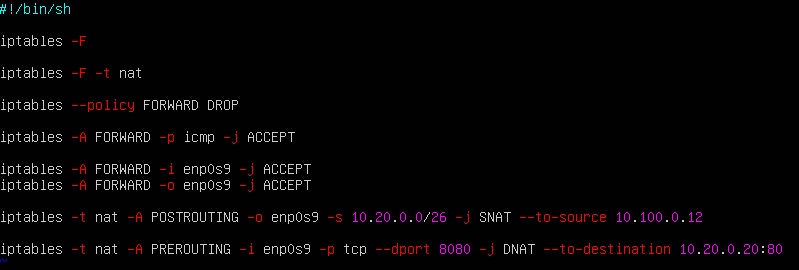 #!/bin/sh
iptables -F
iptables -F -t nat
iptables --policy FORWARD DROP
iptables -A FORWARD -p icmp -j ACCEPT
iptables -A FORWARD -i enp0s9 -j ACCEPT
iptables -A FORWARD -o enp0s9 -j ACCEPT
iptables -t nat -A POSTROUTING -o enp0s9 -s 10.20.0.0/26 -j SNAT --to-source 10.100.0.12
iptables -t nat -A PREROUTING -i enp0s9 -p tcp --dport 8080 -j DNAT --to-destination 10.20.0.20:80
~